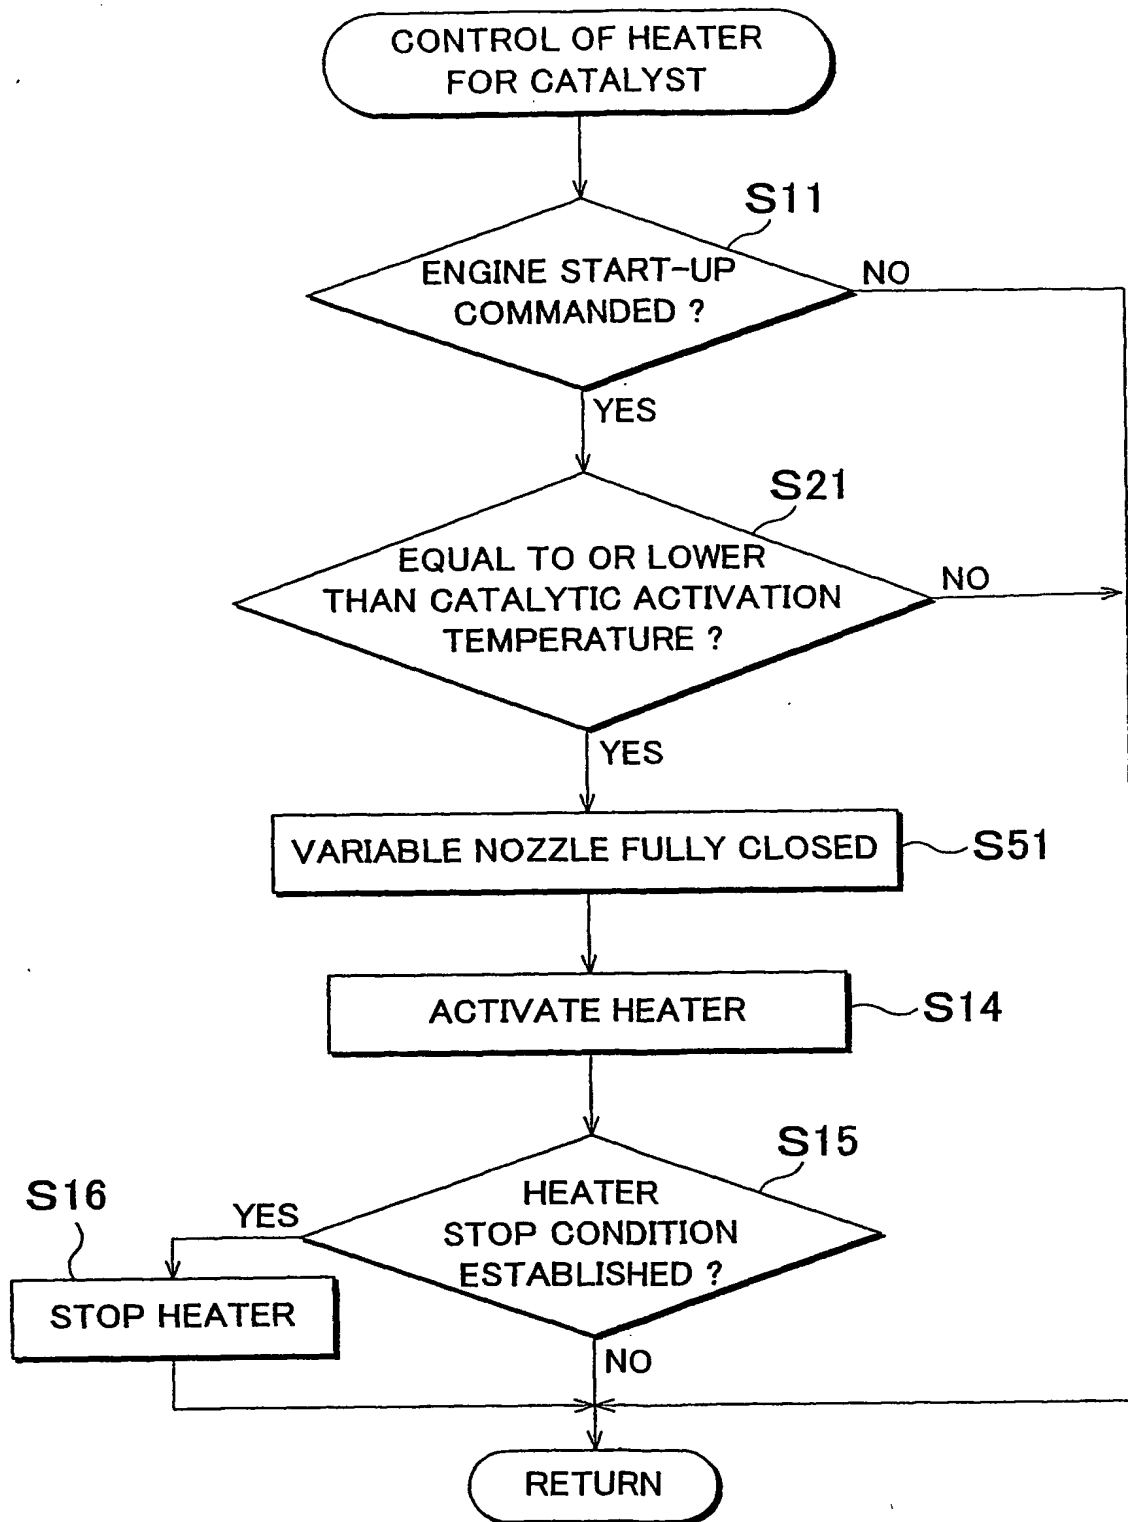 CONTROL OF HEATER
FOR CATALYST
S11
ENGINE START-UP
COMMANDED ?
NO
YES
S21
EQUAL TO OR LOWER
THAN CATALYTIC ACTIVATION
TEMPERATURE ?
NO
YES
VARIABLE NOZZLE FULLY CLOSED
S51
ACTIVATE HEATER
S14
S15
HEATER
STOP CONDITION
ESTABLISHED ?
YES
S16
STOP HEATER
NO
RETURN